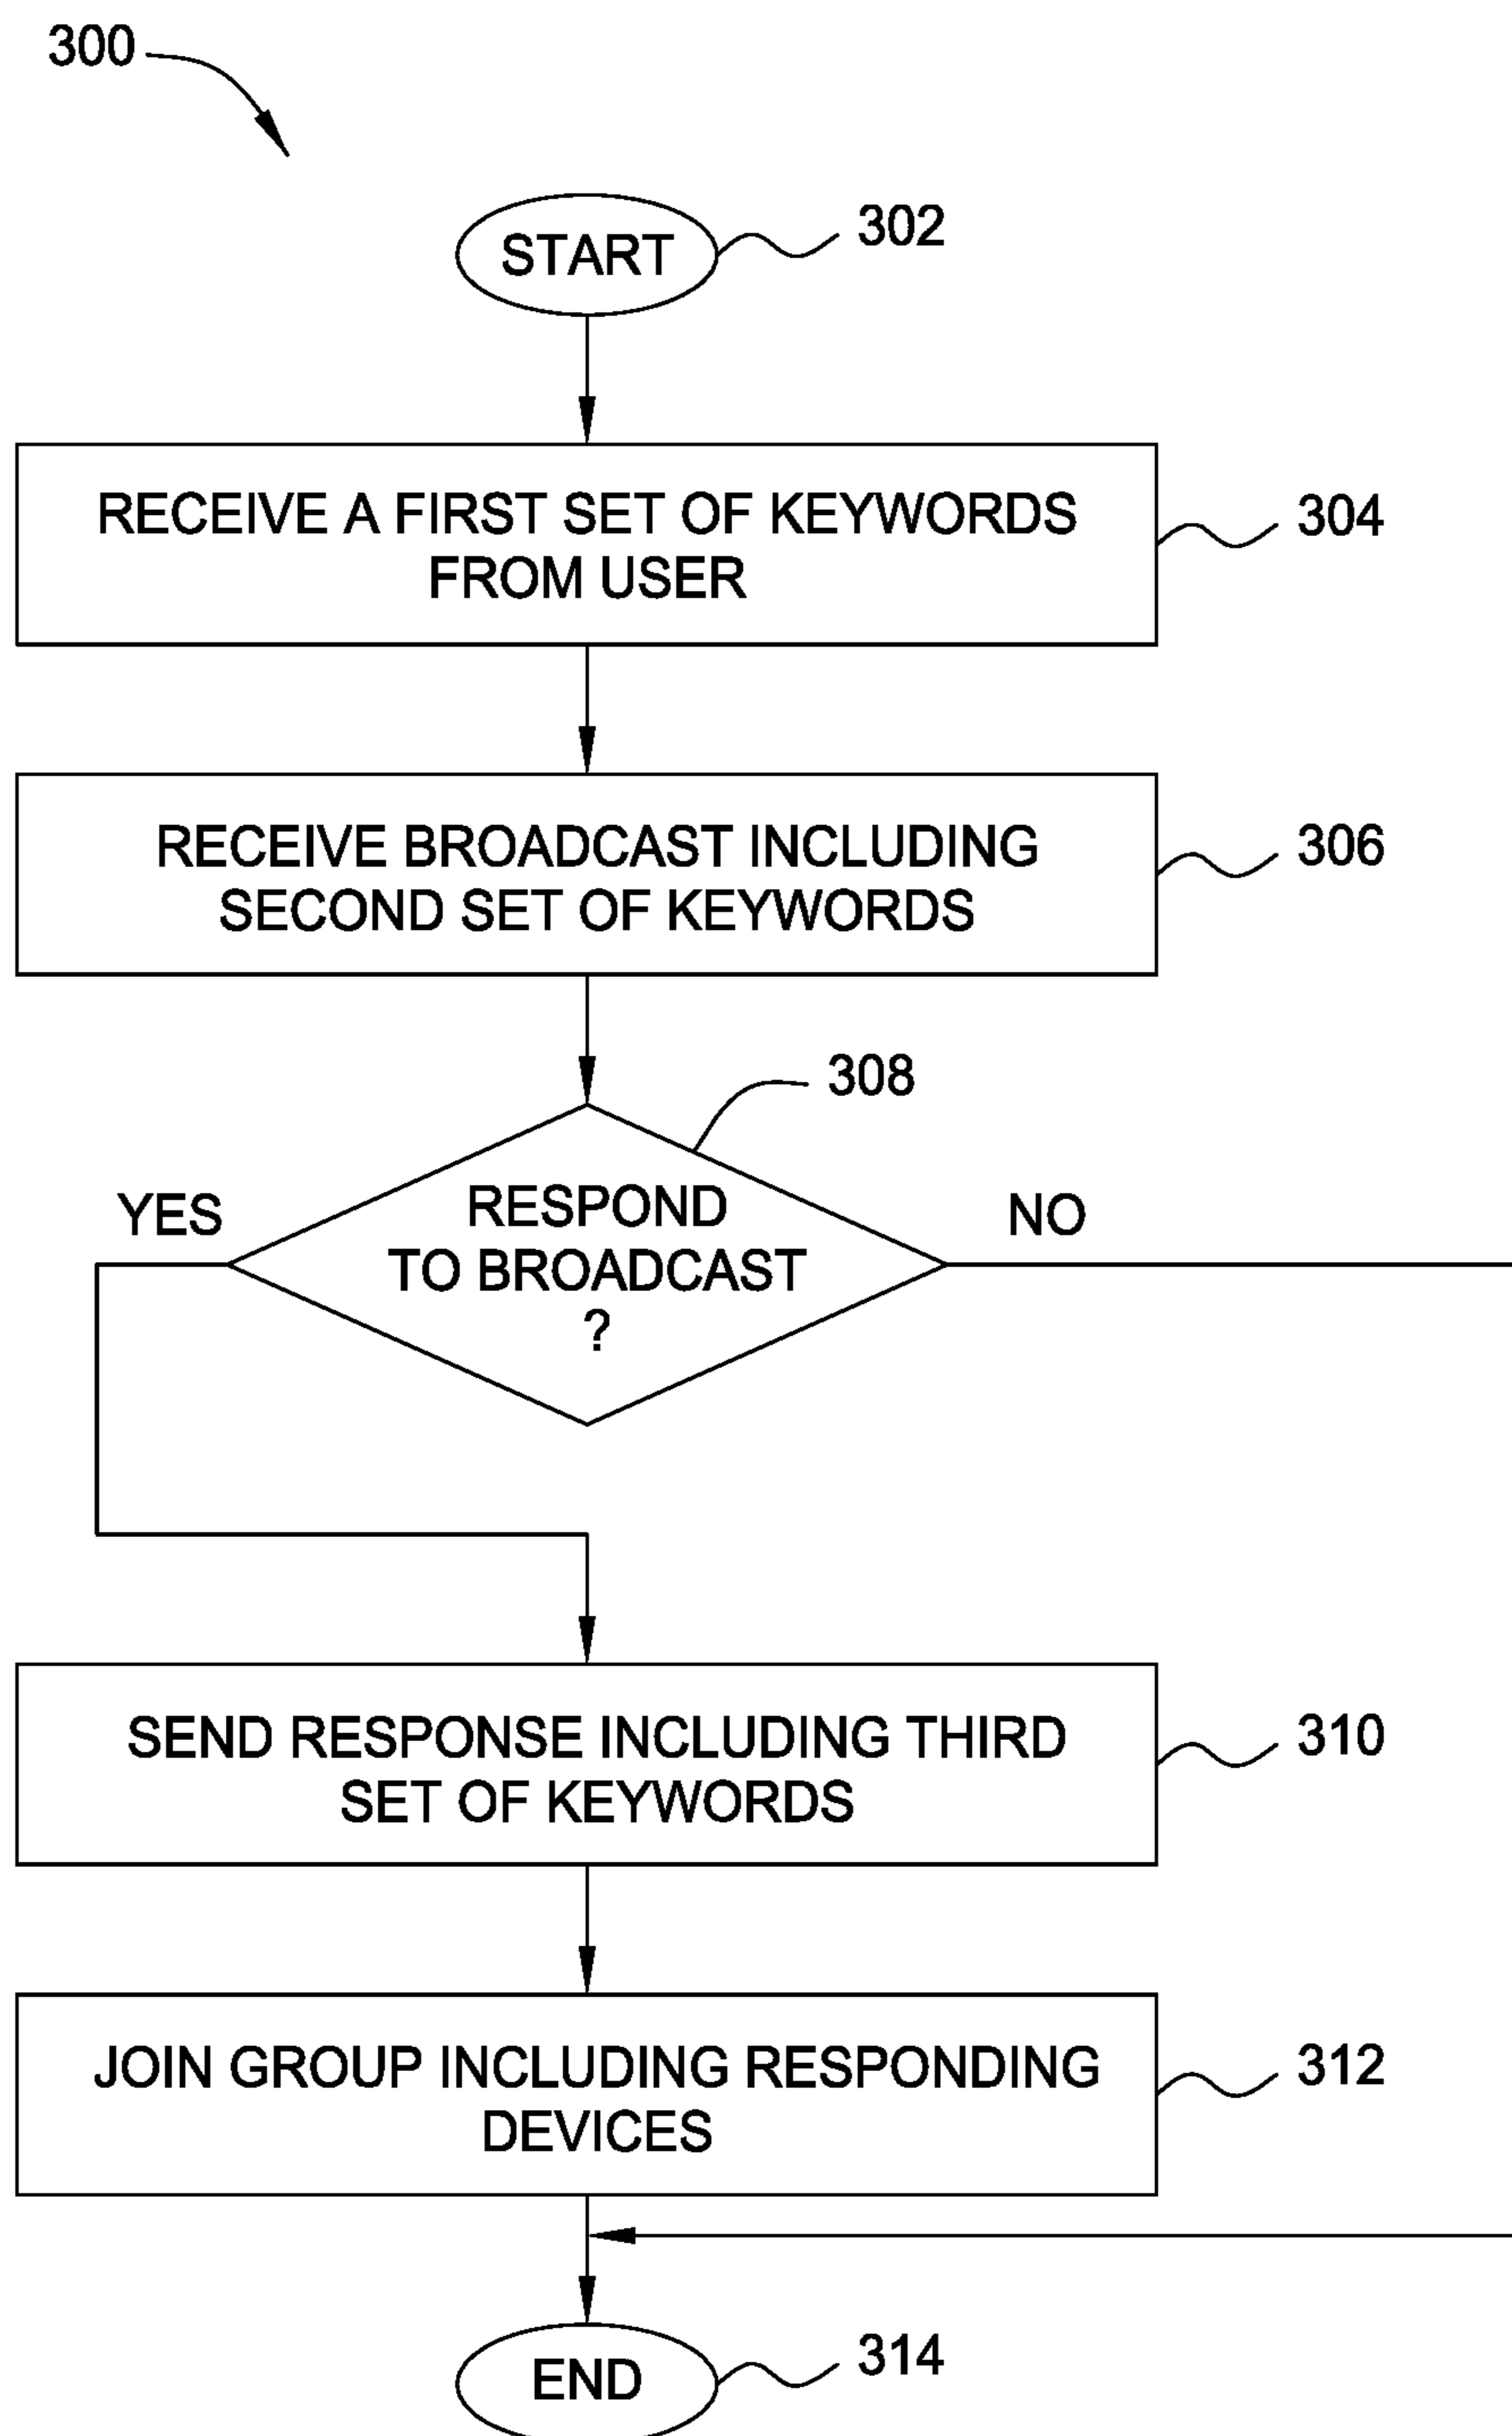 300
START
302
RECEIVE A FIRST SET OF KEYWORDS
FROM USER
304
RECEIVE BROADCAST INCLUDING
SECOND SET OF KEYWORDS
306
308
YES
RESPOND
TO BROADCAST
?
NO
SEND RESPONSE INCLUDING THIRD
SET OF KEYWORDS
310
JOIN GROUP INCLUDING RESPONDING
DEVICES
312
END
314